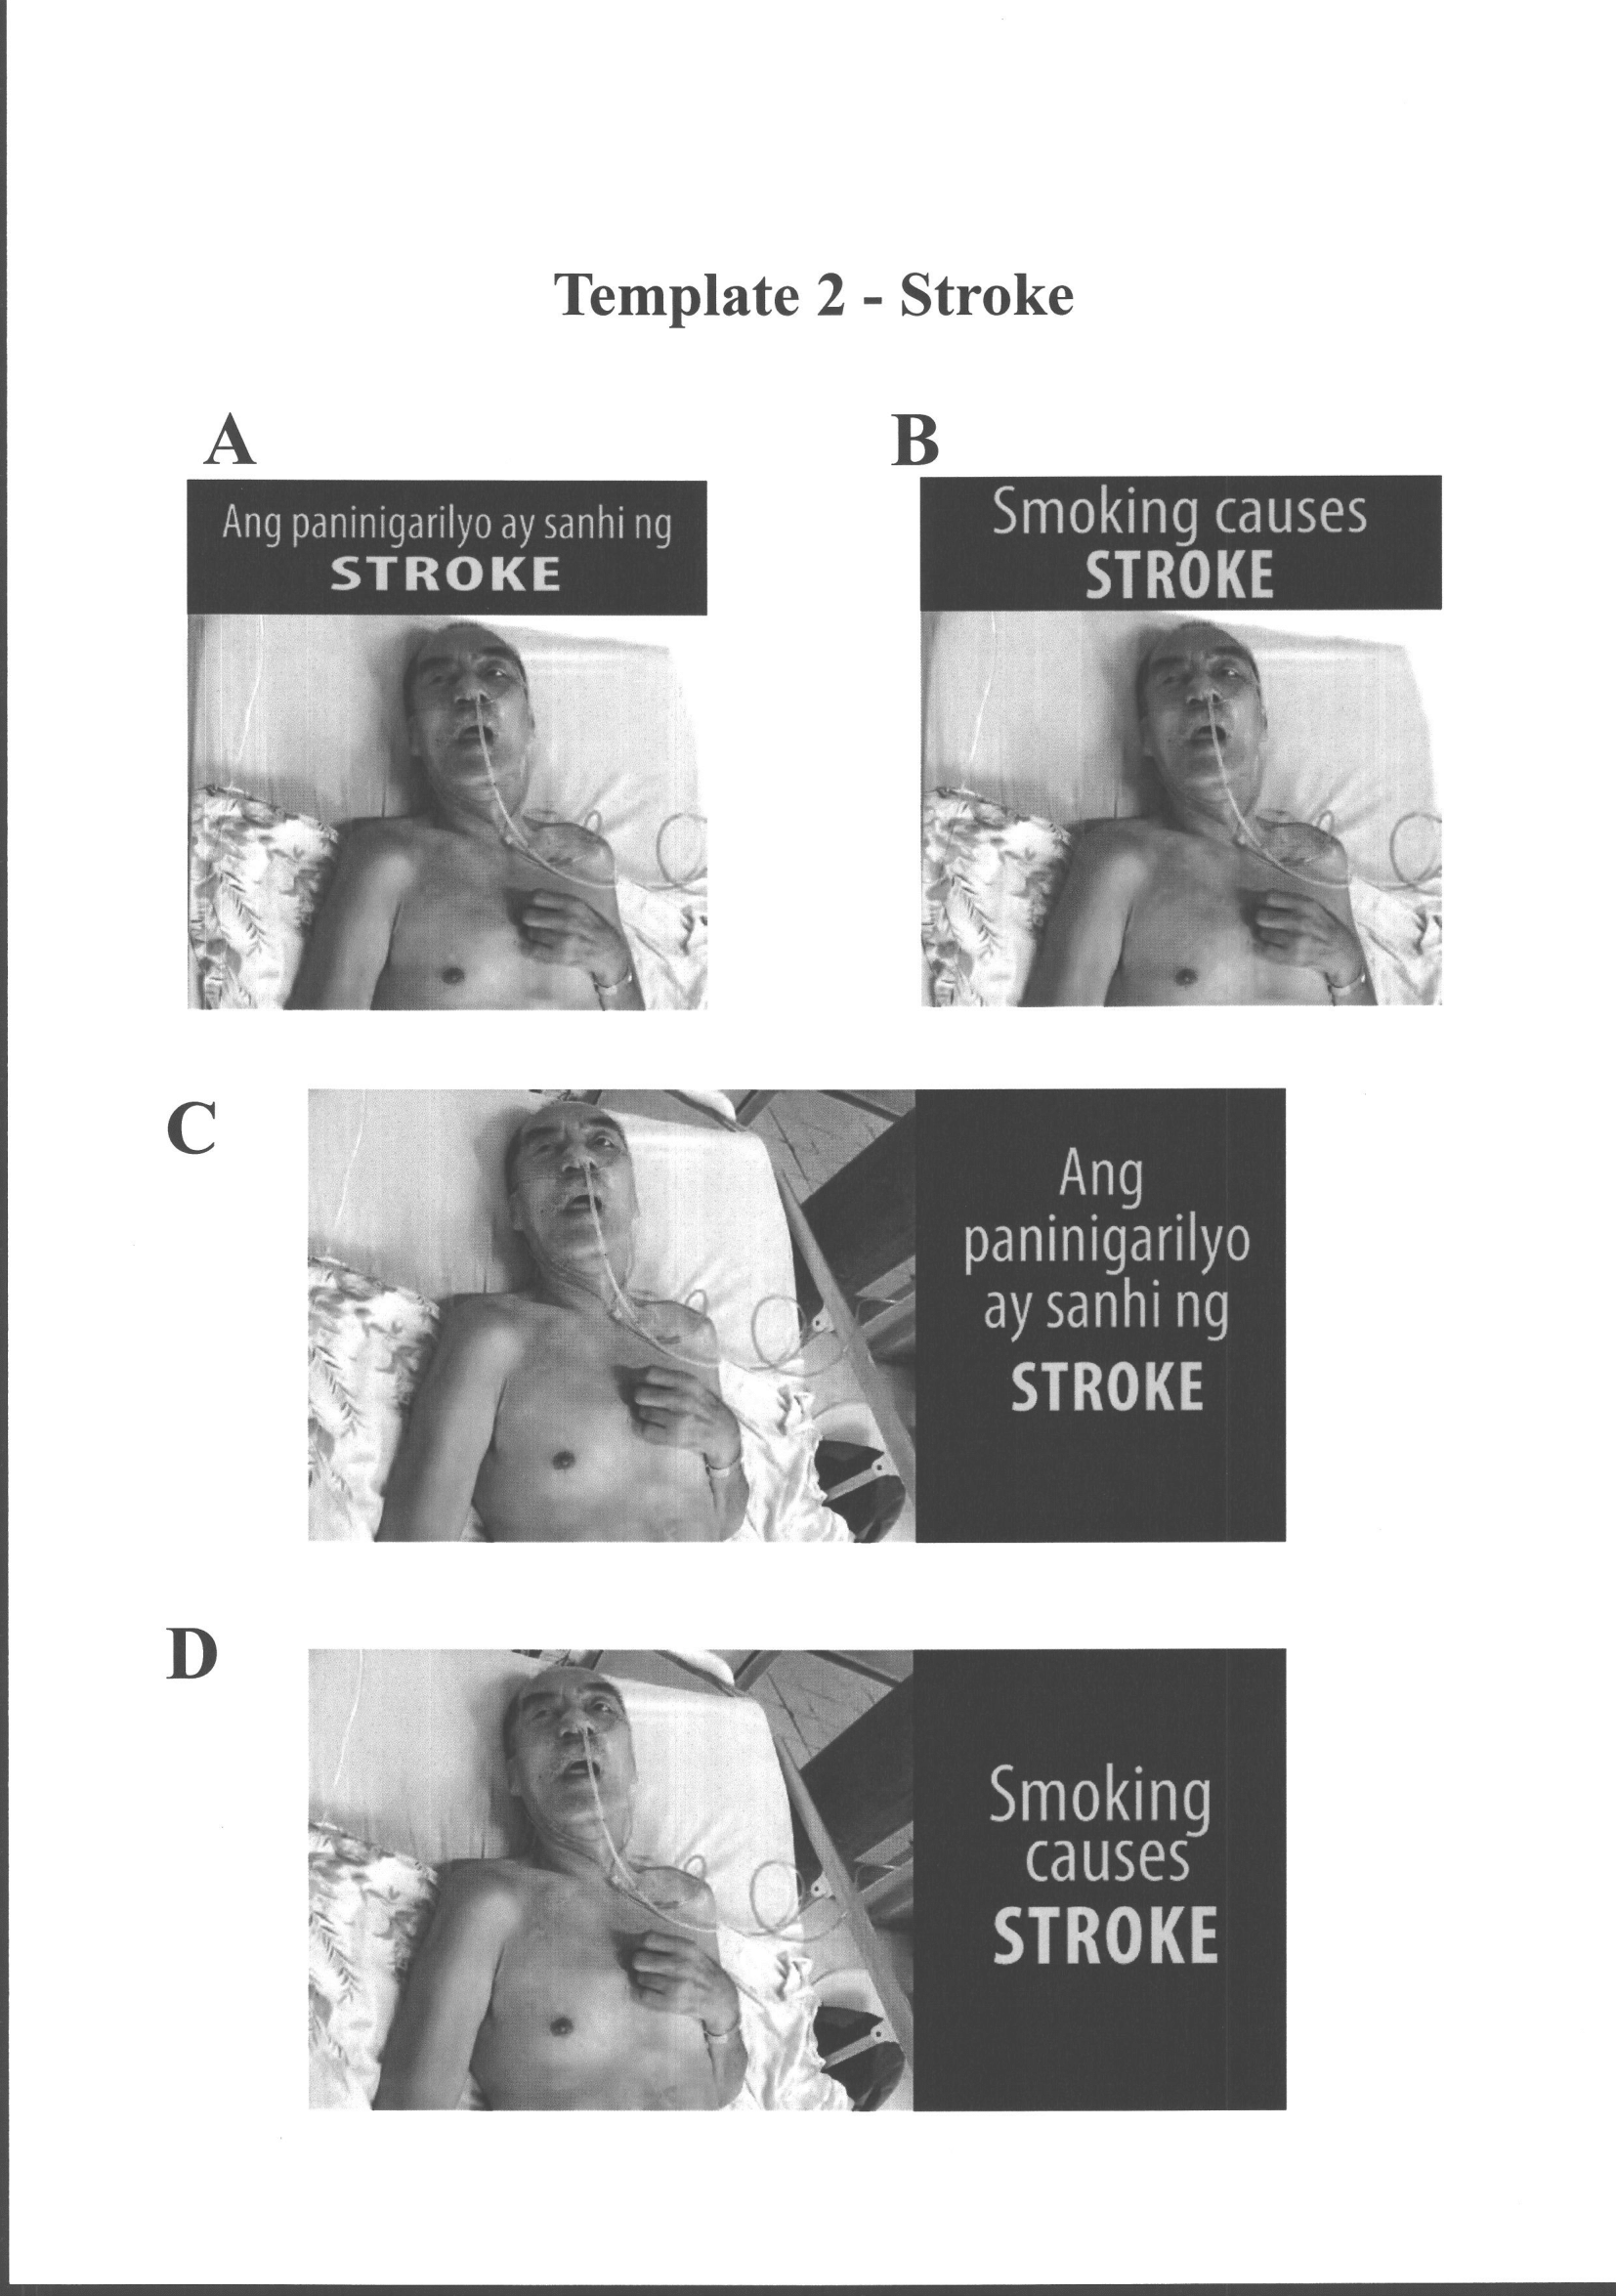 Template 2 - Stroke
A
Ang paninigarilyo ay sanhi ng
STROKE
B
Smoking causes
STROKE
C
Ang
paninigarilyo
ay sanhi ng
STROKE
D
Smoking
causes
STROKE